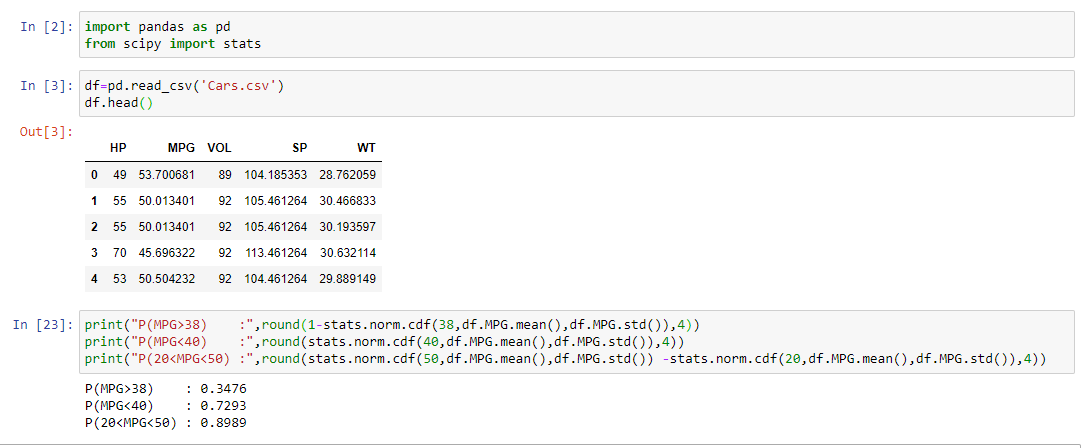 In [2]: import pandas as pd
from scipy import stats
In [3]: df=pd.read_csv('Cars.csv')
df.head()
Out[3]:
HP MPG VOL SP WT
0 49 53.700681 89 104.185353 28.762059
1 55 50.013401 92 105.461264 30.466833
2 55 50.013401 92 105.461264 30.193597
3 70 45.696322 92 113.461264 30.632114
4 53 50.504232 92 104.461264 29.889149
In [23]: print("P(MPG>38)    :",round(1-stats.norm.cdf(38,df.MPG.mean(),df.MPG.std()),4))
print("P(MPG<40)    :",round(stats.norm.cdf(40,df.MPG.mean(),df.MPG.std()),4))
print("P(20<MPG<50) :",round(stats.norm.cdf(50,df.MPG.mean(),df.MPG.std()) -stats.norm.cdf(20,df.MPG.mean(),df.MPG.std()),4))
P(MPG>38)    : 0.3476
P(MPG<40)    : 0.7293
P(20<MPG<50) : 0.8989